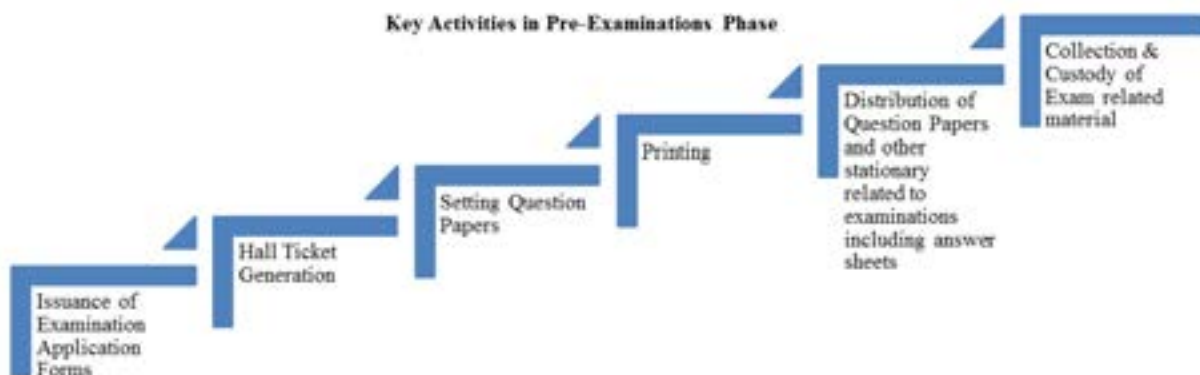 Key Activities in Pre-Examinations Phase
Issuance of
Examination
Application
Forms
Hall Ticket
Generation
Setting Question
Papers
Printing
Distribution of
Question Papers
and other
stationary
related to
examinations
including answer
sheets
Collection &
Custody of
Exam related
material